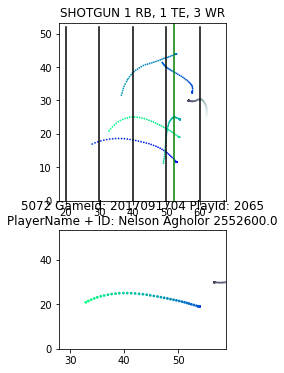 SHOTGUN 1 RB, 1 TE, 3 WR
50
40
30
20
10
0
20 30 40 50 60
5072 GameId: 2017091704 PlayId: 2065
PlayerName + ID: Nelson Agholor 2552600.0
40
20
0
30 40 50